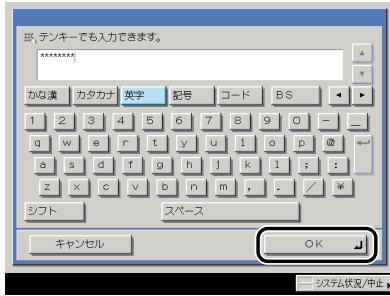 テンキーでも入力できます。
********
かな漢 カタカナ 英字 記号 コード BS
1 2 3 4 5 6 7 8 9 0 - _
q w e r t y u i o p @
a s d f g h j k l ; :
z x c v b n m , . / ¥
シフト スペース
キャンセル OK
システム状況/中止